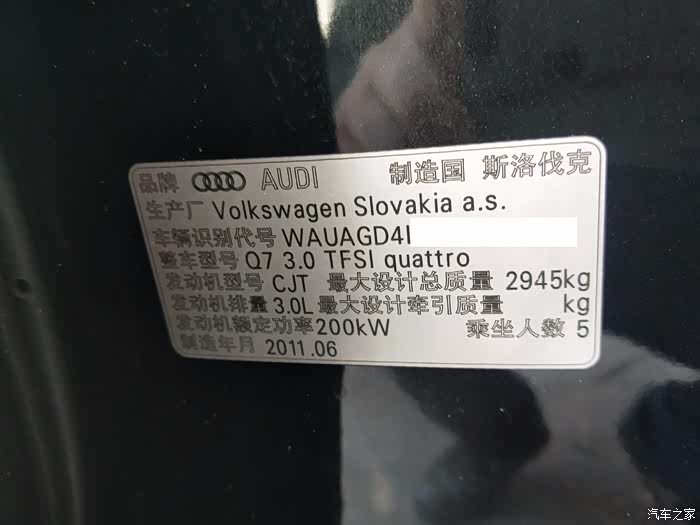 品牌 AUDI 制造国 斯洛伐克
生产厂 Volkswagen Slovakia a.s.
车辆识别代号 WAUAGD4
整车型号 Q7 3.0 TFSI quattro
发动机型号 CJT 最大设计总质量 2945kg
发动机排量 3.0L 最大设计牵引质量 kg
发动机额定功率 200kW 乘坐人数 5
制造年月 2011.06
汽车之家